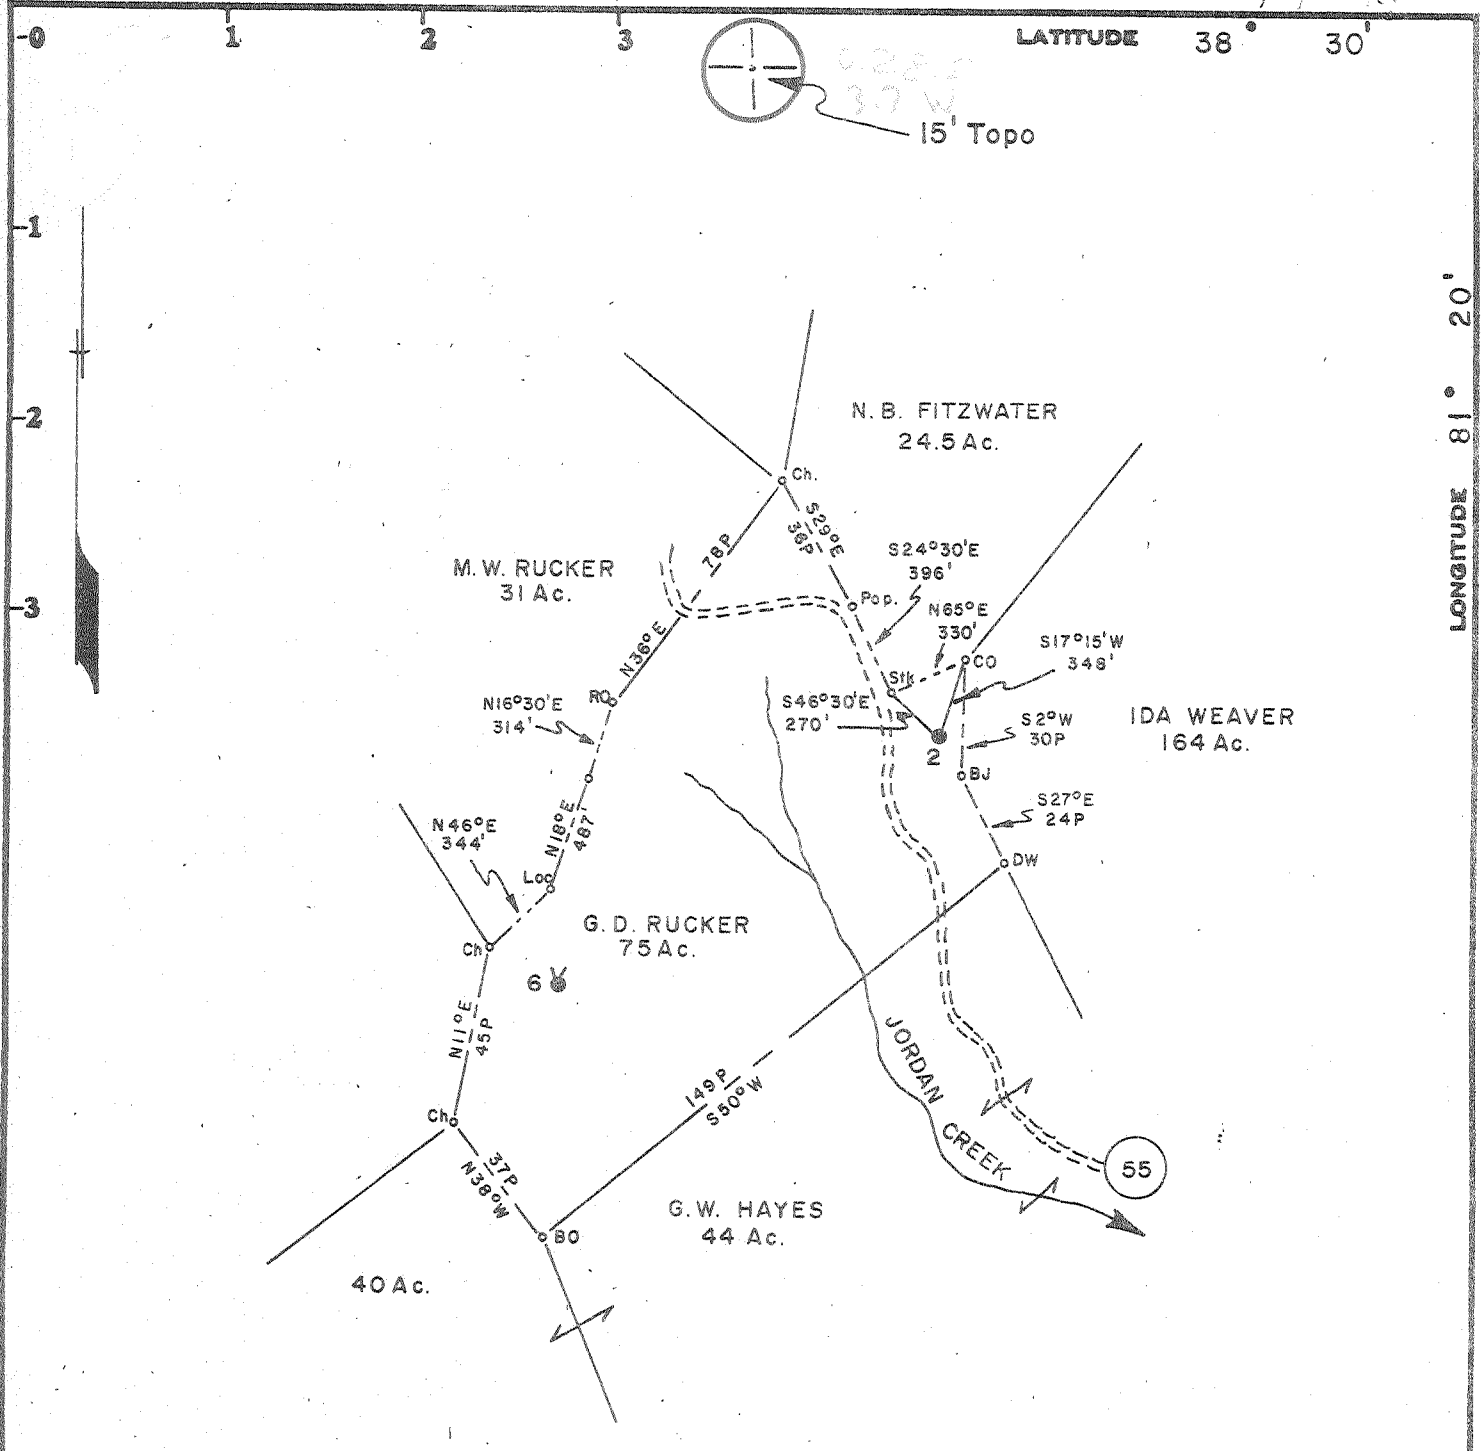 -0
1
2
3
LATITUDE 38° 30'
15' Topo
-1
-2
-3
LONGITUDE 81° 20'
N. B. FITZWATER
24.5 Ac.
Ch.
S29°E
36P
78P
N36°E
M. W. RUCKER
31 Ac.
S24°30'E
396'
Pop.
N65°E
330'
S17°15'W
348'
CO
Stk
RO
N16°30'E
314'
S46°30'E
270'
2
S2°W
30P
IDA WEAVER
164 Ac.
BJ
S27°E
24P
DW
N18°E
487'
N46°E
344'
Loc
Ch
G. D. RUCKER
75 Ac.
6
N11°E
45P
Ch
149P
S50°W
JORDAN
CREEK
55
37P
N38°W
BO
G. W. HAYES
44 Ac.
40 Ac.